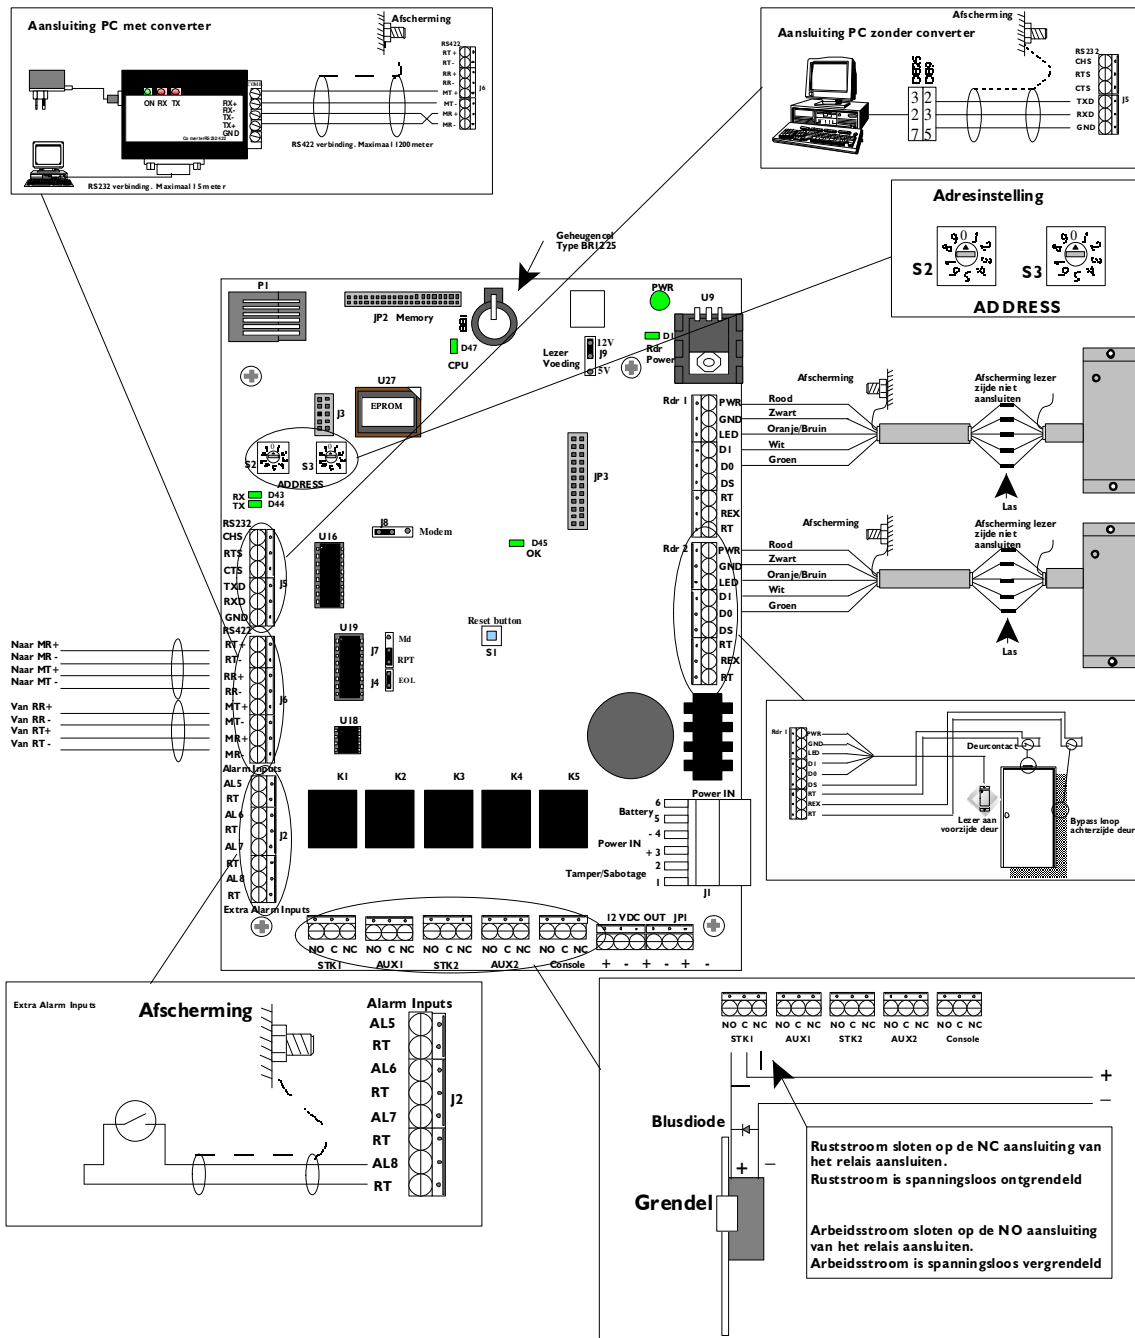 Aansluiting PC met converter
Afscherming
RS422
RT+
RT-
RR+
RR-
MT+
MT-
MR+
MR-
J6
ON RX TX
RX+
RX-
TX-
TX+
GND
Converter RS232/422
RS422 verbinding. Maximaal 1200 meter
RS232 verbinding. Maximaal 15 meter
Aansluiting PC zonder converter
Afscherming
DB25
DB9
3 2
2 3
7 5
RS232
CHS
RTS
CTS
TXD
RXD
GND
J5
Adresinstelling
S2
S3
ADDRESS
Geheugencel
Type BR1225
P1
JP2 Memory
D47
CPU
PWR
U9
D1
Rdr
Power
Lezer
Voeding
12V
J9
5V
U27
EPROM
J3
JP3
S2
S3
ADDRESS
RX D43
TX D44
J8
Modem
D45
OK
RS232
CHS
RTS
CTS
TXD
RXD
GND
J5
U16
Reset button
S1
U19
Md
J7
RPT
J4
EOL
U18
RS422
RT+
RT-
RR+
RR-
MT+
MT-
MR+
MR-
J6
Naar MR+
Naar MR -
Naar MT+
Naar MT -
Van RR+
Van RR -
Van RT+
Van RT -
Alarm Inputs
AL5
RT
AL6
RT
AL7
RT
AL8
RT
J2
Extra Alarm Inputs
K1 K2 K3 K4 K5
Rdr 1
PWR
GND
LED
D1
D0
DS
RT
REX
RT
Rood
Zwart
Oranje/Bruin
Wit
Groen
Afscherming
Afscherming lezer
zijde niet
aansluiten
Las
Rdr 2
PWR
GND
LED
D1
D0
DS
RT
REX
RT
Rood
Zwart
Oranje/Bruin
Wit
Groen
Afscherming
Afscherming lezer
zijde niet
aansluiten
Las
Power IN
Battery
Power IN
Tamper/Sabotage
6
5
- 4
+ 3
2
1
J1
NO C NC
NO C NC
NO C NC
NO C NC
NO C NC
STK1
AUX1
STK2
AUX2
Console
12 VDC OUT JP1
+ - + - + -
Rdr 1
PWR
GND
LED
D1
D0
DS
RT
REX
RT
Deurcontact
Lezer aan
voorzijde deur
Bypass knop
achterzijde deur
Extra Alarm Inputs
Afscherming
Alarm Inputs
AL5
RT
AL6
RT
AL7
RT
AL8
RT
J2
NO C NC
NO C NC
NO C NC
NO C NC
NO C NC
STK1
AUX1
STK2
AUX2
Console
+
−
Blusdiode
+ −
Grendel
Ruststroom sloten op de NC aansluiting van
het relais aansluiten.
Ruststroom is spanningsloos ontgrendeld
Arbeidsstroom sloten op de NO aansluiting
van het relais aansluiten.
Arbeidsstroom is spanningsloos vergrendeld